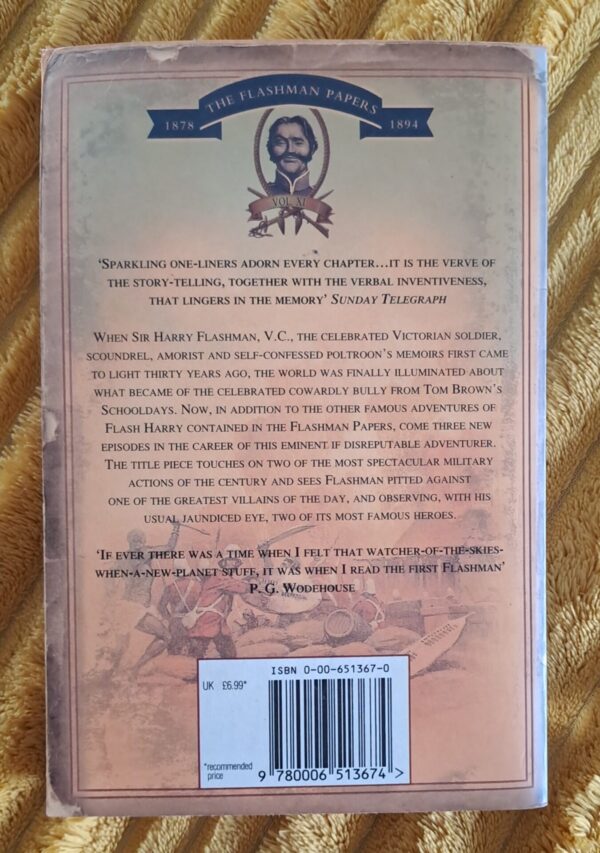 THE FLASHMAN PAPERS
1878 1894
VOL XI
‘SPARKLING ONE-LINERS ADORN EVERY CHAPTER...IT IS THE VERVE OF
THE STORY-TELLING, TOGETHER WITH THE VERBAL INVENTIVENESS,
THAT LINGERS IN THE MEMORY’ SUNDAY TELEGRAPH
WHEN SIR HARRY FLASHMAN, V.C., THE CELEBRATED VICTORIAN SOLDIER,
SCOUNDREL, AMORIST AND SELF-CONFESSED POLTROON’S MEMOIRS FIRST CAME
TO LIGHT THIRTY YEARS AGO, THE WORLD WAS FINALLY ILLUMINATED ABOUT
WHAT BECAME OF THE CELEBRATED COWARDLY BULLY FROM TOM BROWN’S
SCHOOLDAYS. NOW, IN ADDITION TO THE OTHER FAMOUS ADVENTURES OF
FLASH HARRY CONTAINED IN THE FLASHMAN PAPERS, COME THREE NEW
EPISODES IN THE CAREER OF THIS EMINENT IF DISREPUTABLE ADVENTURER.
THE TITLE PIECE TOUCHES ON TWO OF THE MOST SPECTACULAR MILITARY
ACTIONS OF THE CENTURY AND SEES FLASHMAN PITTED AGAINST
ONE OF THE GREATEST VILLAINS OF THE DAY, AND OBSERVING, WITH HIS
USUAL JAUNDICED EYE, TWO OF ITS MOST FAMOUS HEROES.
‘IF EVER THERE WAS A TIME WHEN I FELT THAT WATCHER-OF-THE-SKIES-
WHEN-A-NEW-PLANET STUFF, IT WAS WHEN I READ THE FIRST FLASHMAN’
P. G. WODEHOUSE
ISBN 0-00-651367-0
UK £6.99*
*recommended
price
9 780006 513674 >